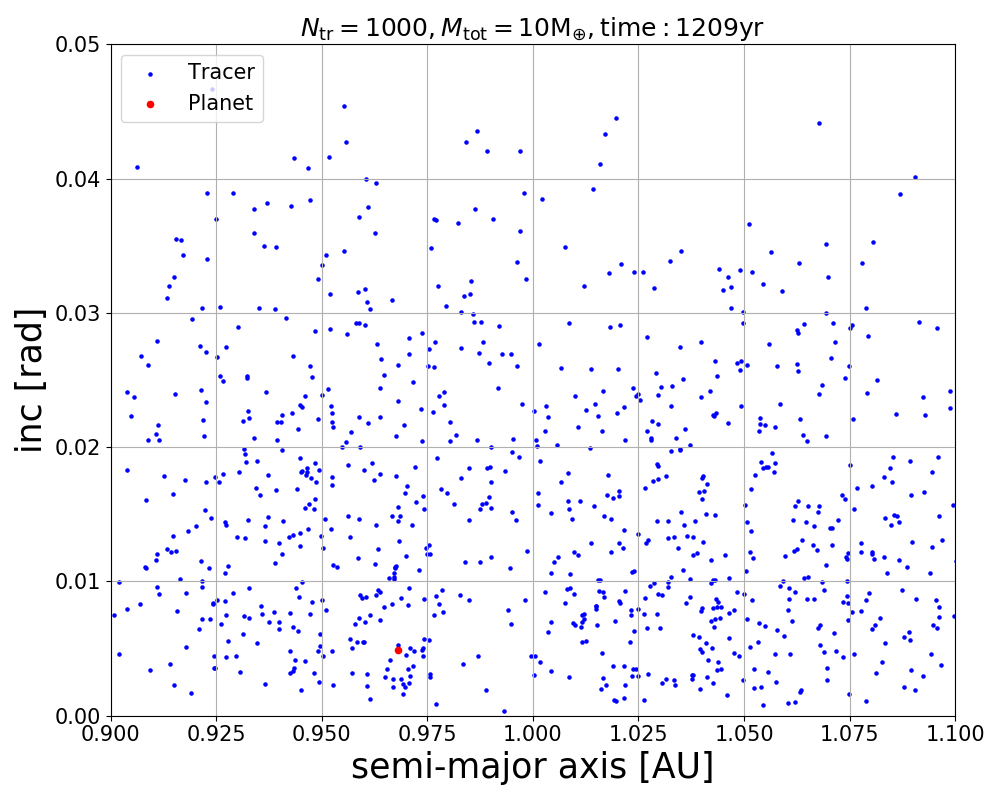 N_tr = 1000, M_tot = 10M_⊕, time : 1209yr
Tracer
Planet
inc [rad]
0.05
0.04
0.03
0.02
0.01
0.00
0.900 0.925 0.950 0.975 1.000 1.025 1.050 1.075 1.100
semi-major axis [AU]